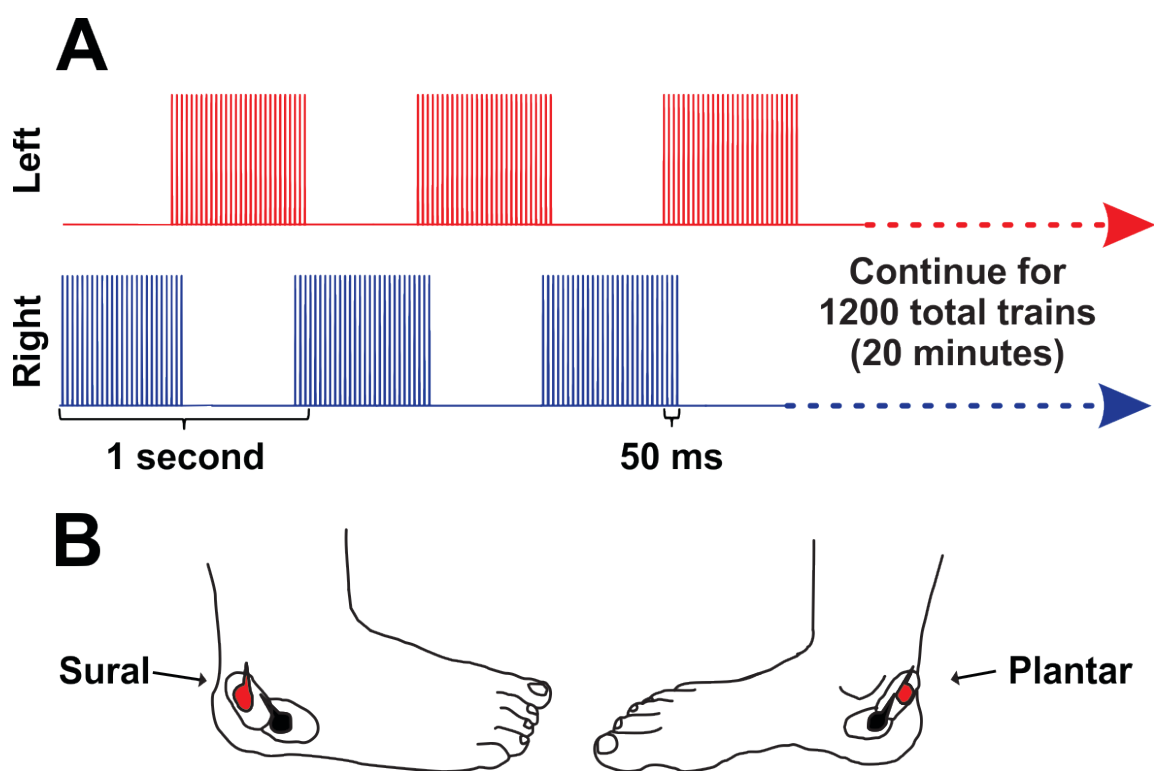 A
Left
Right
Continue for
1200 total trains
(20 minutes)
1 second
50 ms
B
Sural
Plantar